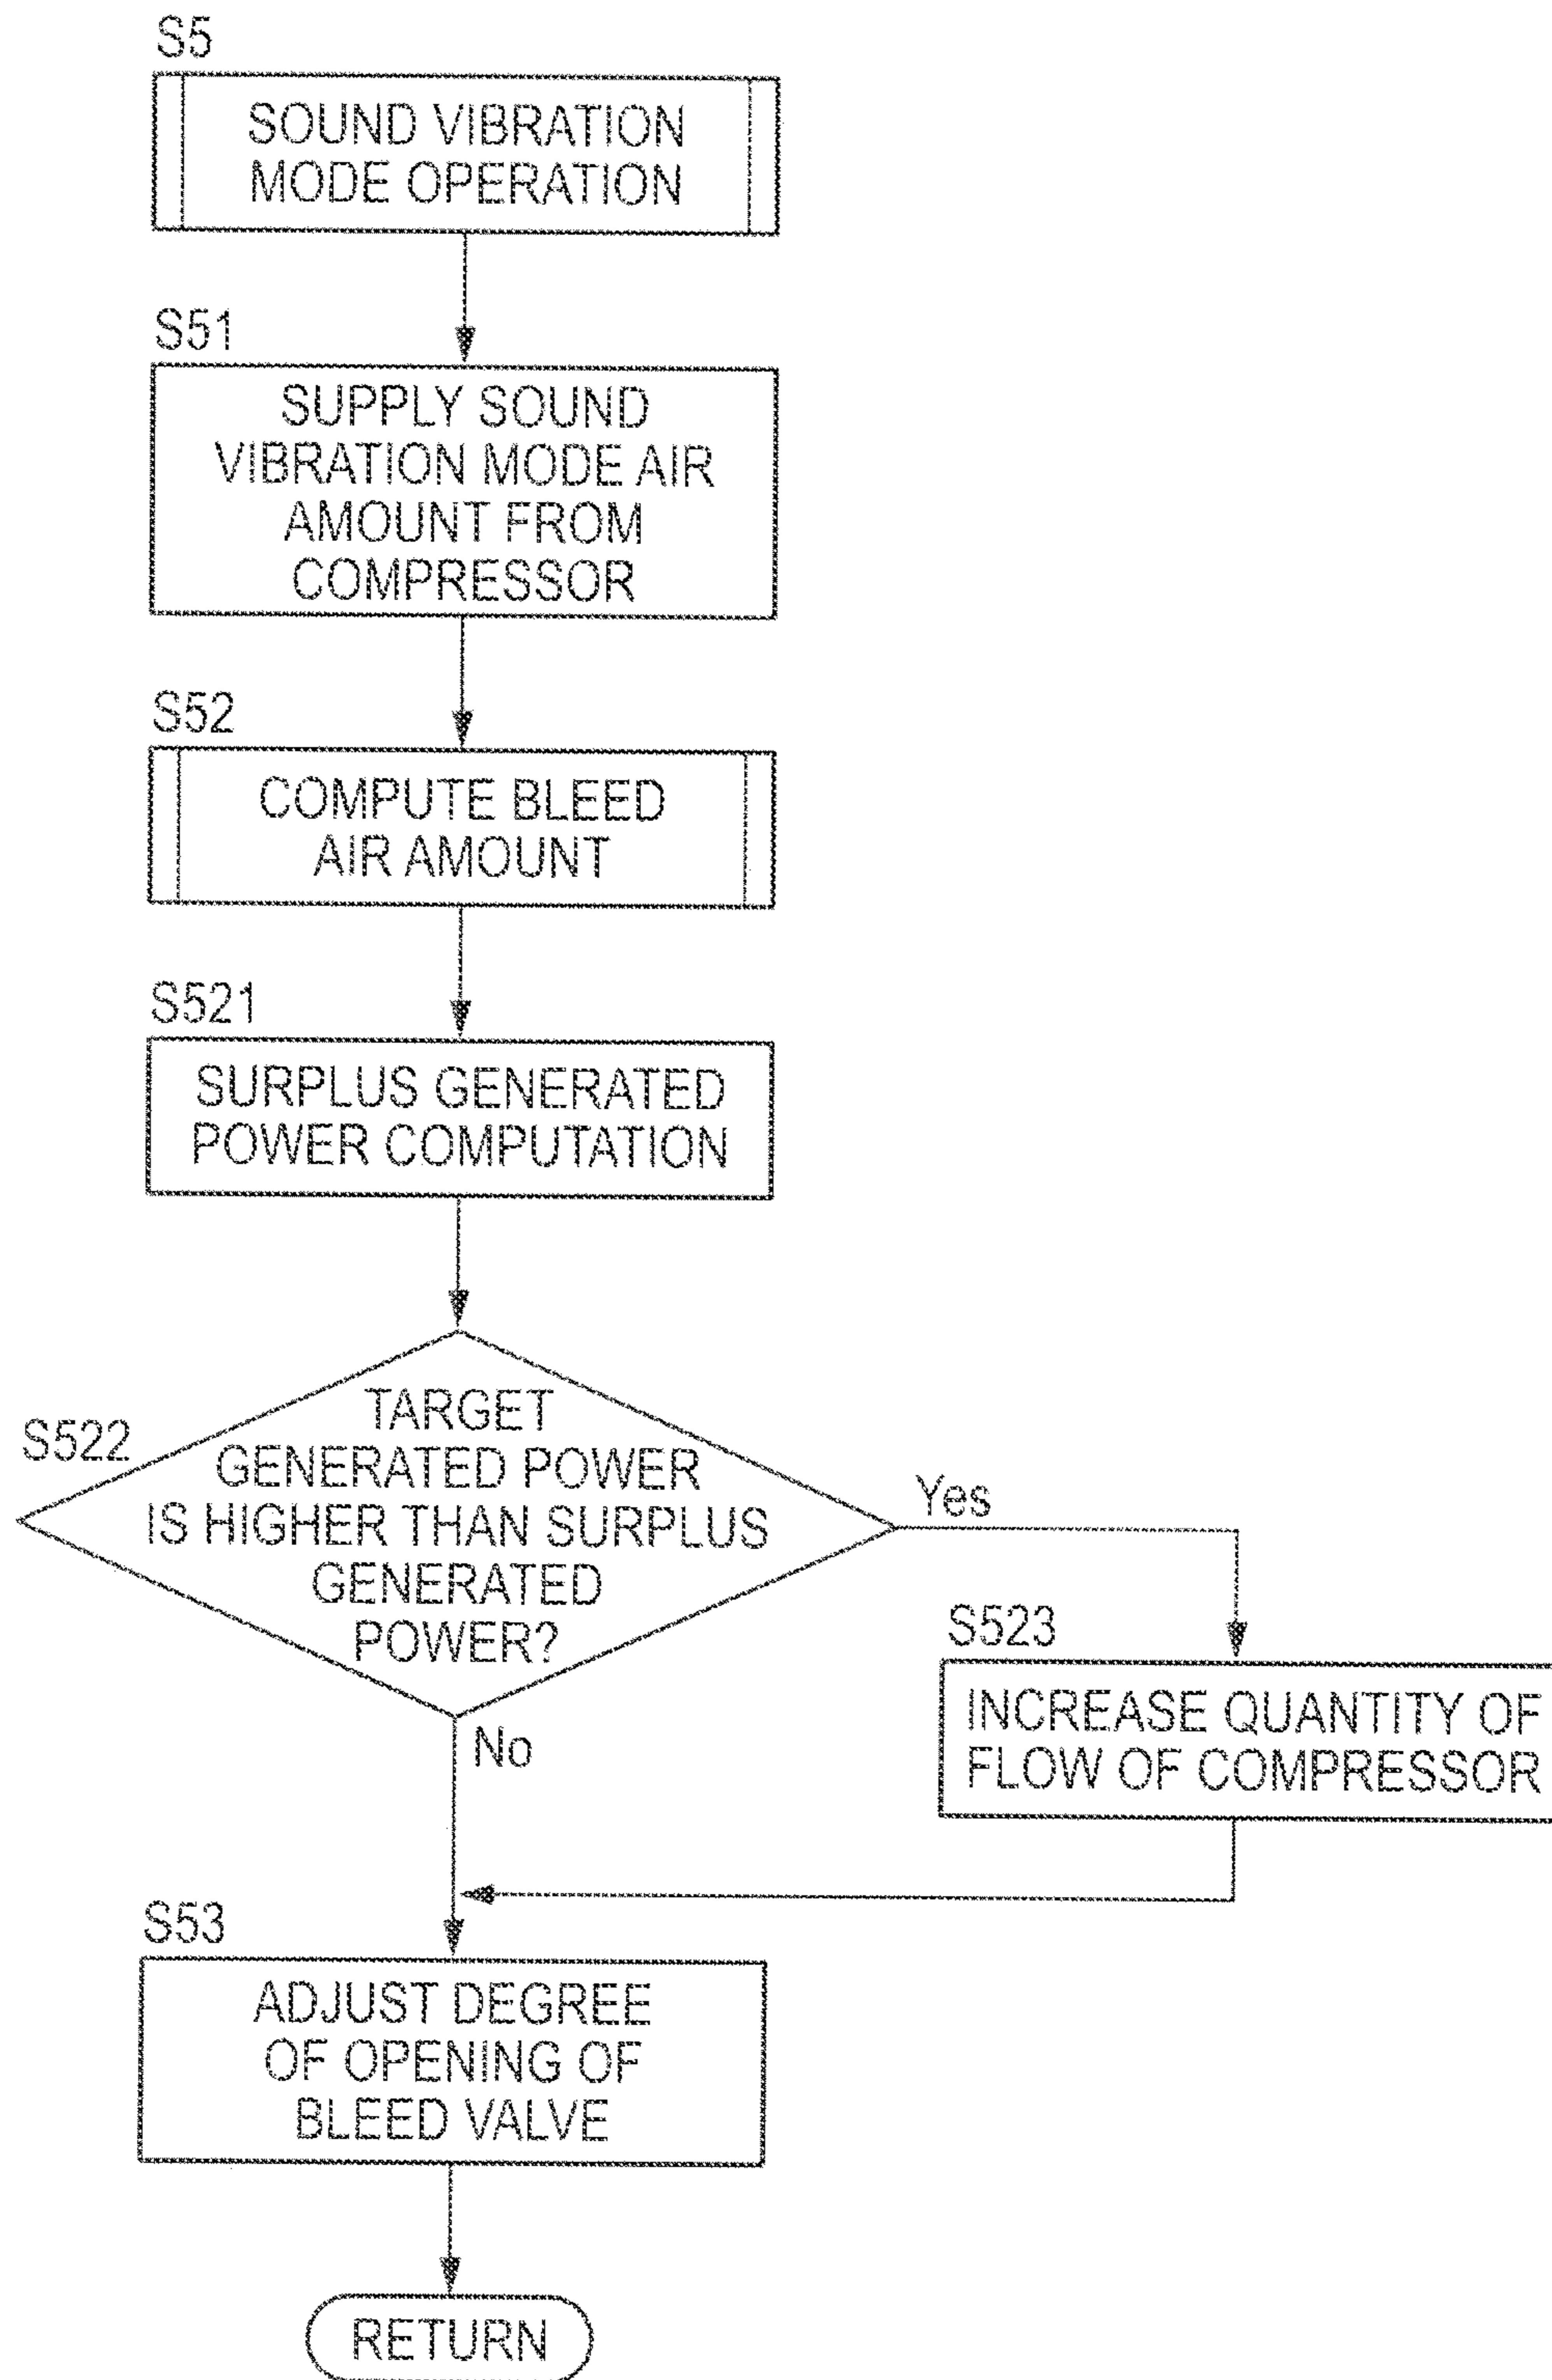 S5
SOUND VIBRATION
MODE OPERATION
S51
SUPPLY SOUND
VIBRATION MODE AIR
AMOUNT FROM
COMPRESSOR
S52
COMPUTE BLEED
AIR AMOUNT
S521
SURPLUS GENERATED
POWER COMPUTATION
S522
TARGET
GENERATED POWER
IS HIGHER THAN SURPLUS
GENERATED
POWER?
Yes
No
S523
INCREASE QUANTITY OF
FLOW OF COMPRESSOR
S53
ADJUST DEGREE
OF OPENING OF
BLEED VALVE
RETURN